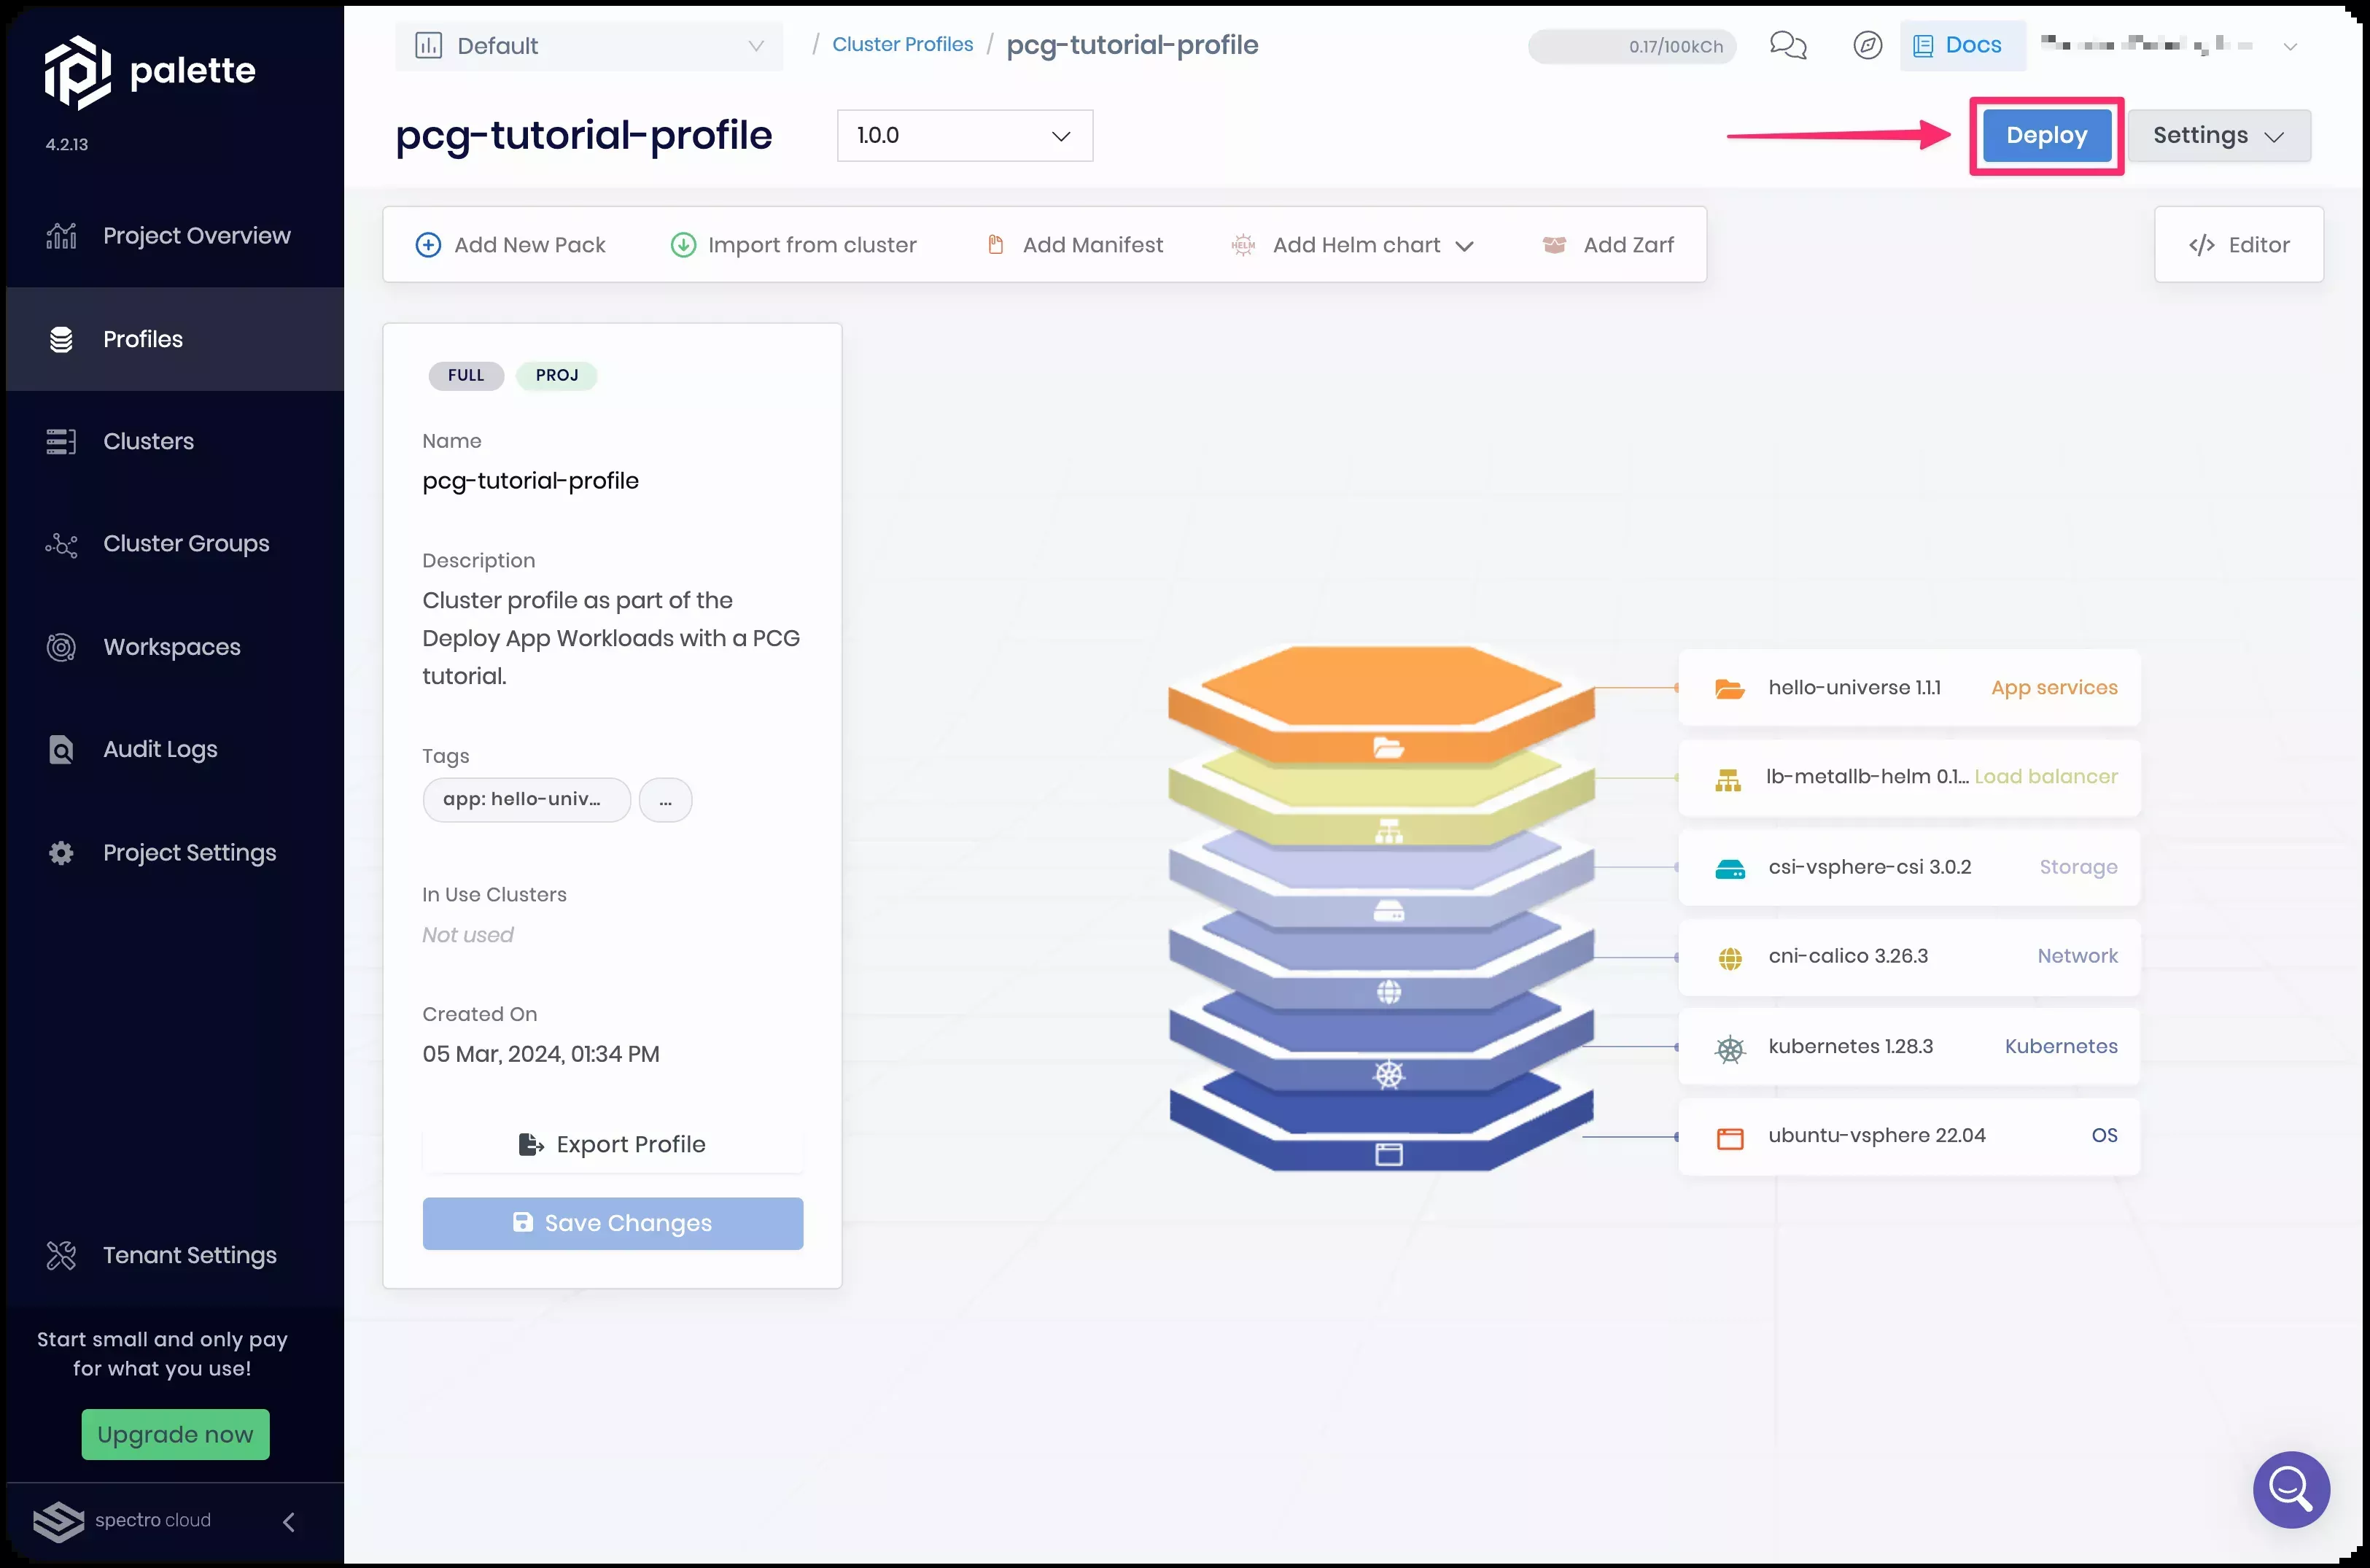 palette
4.2.13
Project Overview
Profiles
Clusters
Cluster Groups
Workspaces
Audit Logs
Project Settings
Tenant Settings
Start small and only pay
for what you use!
Upgrade now
spectro cloud
Default
/ Cluster Profiles / pcg-tutorial-profile
0.17/100kCh
Docs
pcg-tutorial-profile
1.0.0
Deploy
Settings
Add New Pack
Import from cluster
Add Manifest
HELM Add Helm chart
Add Zarf
</> Editor
FULL PROJ
Name
pcg-tutorial-profile
Description
Cluster profile as part of the
Deploy App Workloads with a PCG
tutorial.
Tags
app: hello-univ...
...
In Use Clusters
Not used
Created On
05 Mar, 2024, 01:34 PM
Export Profile
Save Changes
hello-universe 1.1.1 App services
lb-metallb-helm 0.1... Load balancer
csi-vsphere-csi 3.0.2 Storage
cni-calico 3.26.3 Network
kubernetes 1.28.3 Kubernetes
ubuntu-vsphere 22.04 OS